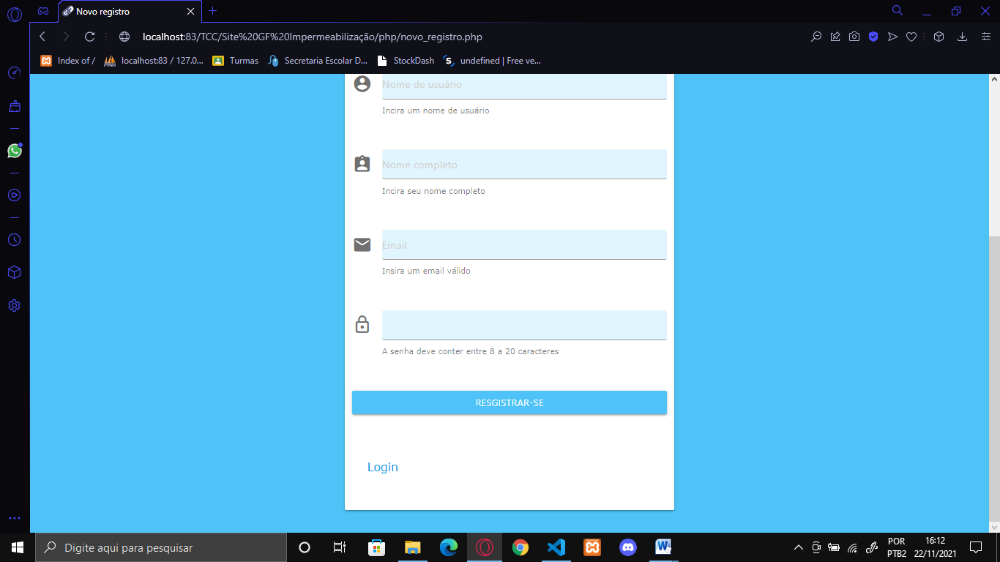 Novo registro
localhost:83/TCC/Site%20GF%20Impermeabilização/php/novo_registro.php
Index of /
localhost:83 / 127.0...
Turmas
Secretaria Escolar D...
StockDash
undefined | Free ve...
Nome de usuário
Incira um nome de usuário
Nome completo
Incira seu nome completo
Email
Insira um email válido
A senha deve conter entre 8 a 20 caracteres
RESGISTRAR-SE
Login
Digite aqui para pesquisar
POR
PTB2
16:12
22/11/2021